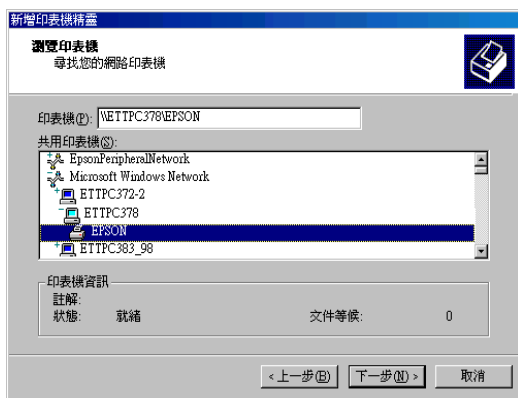 新增印表機精靈
瀏覽印表機
尋找您的網路印表機
印表機(P): \\ETTPC378\EPSON
共用印表機(S):
EpsonPeripheralNetwork
Microsoft Windows Network
ETTPC372-2
ETTPC378
EPSON
ETTPC383_98
印表機資訊
註解:
狀態: 就緒 文件等候: 0
<上一步(B) 下一步(N)> 取消